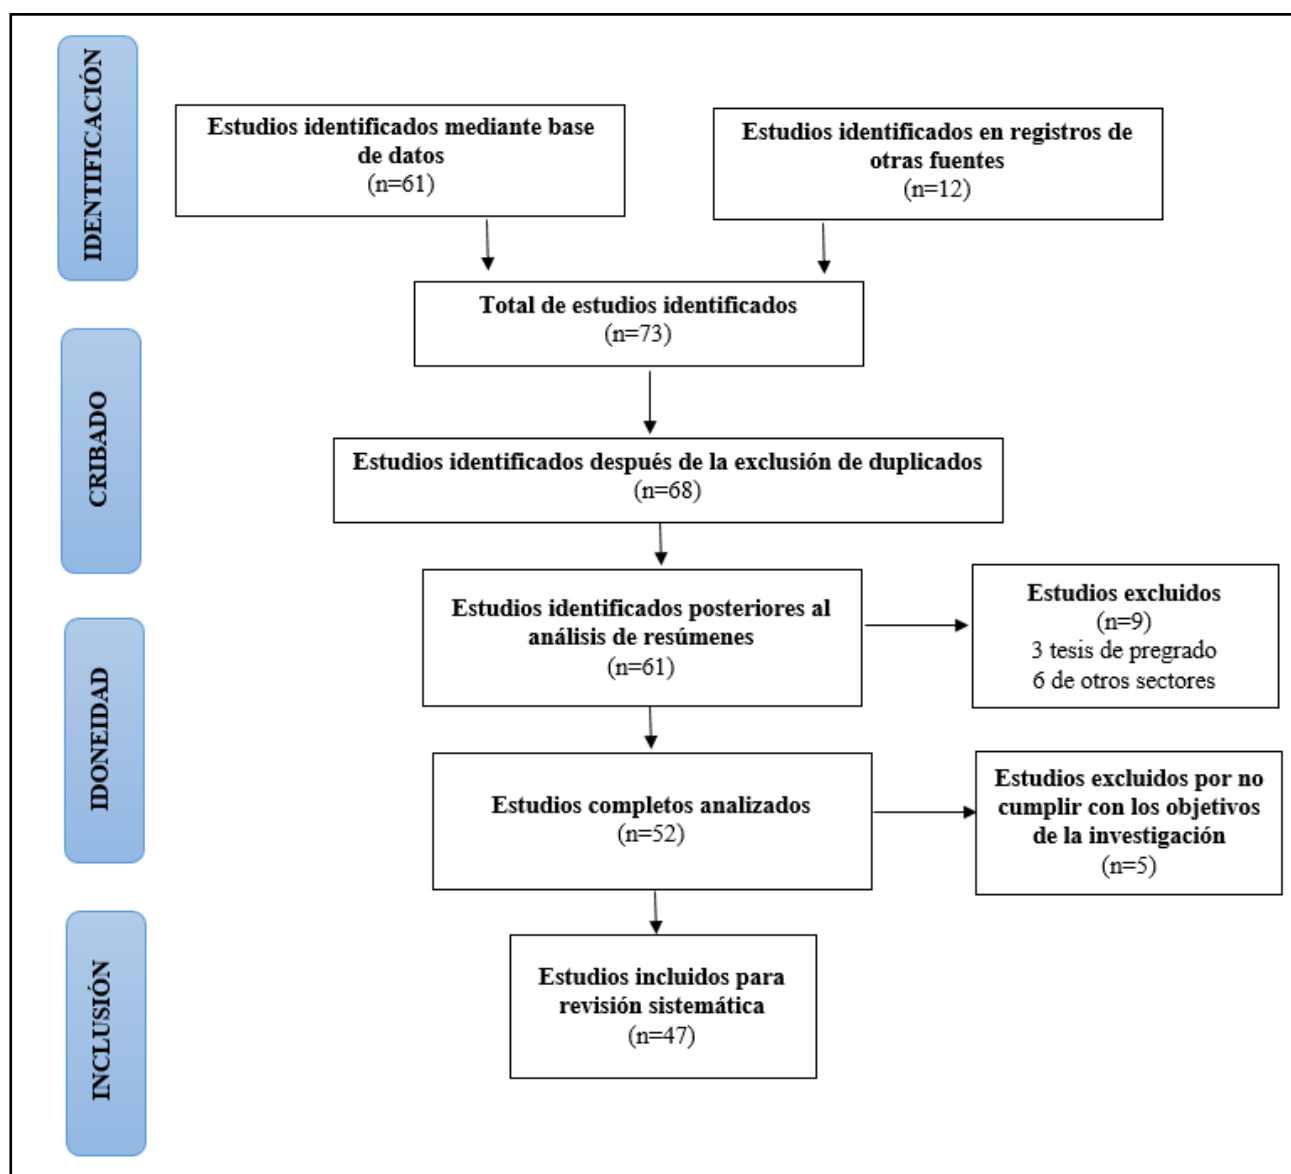 IDENTIFICACIÓN
Estudios identificados mediante base
de datos
(n=61)
Estudios identificados en registros de
otras fuentes
(n=12)
Total de estudios identificados
(n=73)
CRIBADO
Estudios identificados después de la exclusión de duplicados
(n=68)
Estudios identificados posteriores al
análisis de resúmenes
(n=61)
Estudios excluidos
(n=9)
3 tesis de pregrado
6 de otros sectores
IDONEIDAD
Estudios completos analizados
(n=52)
Estudios excluidos por no
cumplir con los objetivos
de la investigación
(n=5)
INCLUSIÓN
Estudios incluidos para
revisión sistemática
(n=47)